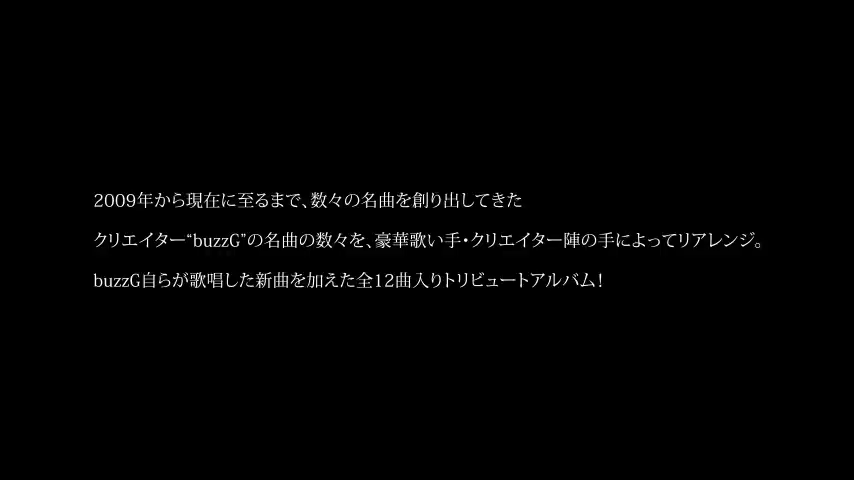 2009年から現在に至るまで、数々の名曲を創り出してきた
クリエイター“buzzG”の名曲の数々を、豪華歌い手・クリエイター陣の手によってリアレンジ。
buzzG自らが歌唱した新曲を加えた全12曲入りトリビュートアルバム！